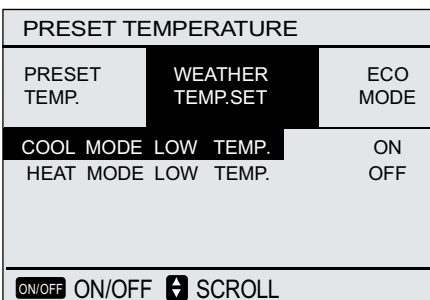 PRESET TEMPERATURE
PRESET TEMP.
WEATHER TEMP.SET
ECO MODE
COOL MODE LOW TEMP. ON
HEAT MODE LOW TEMP. OFF
ON/OFF ON/OFF SCROLL